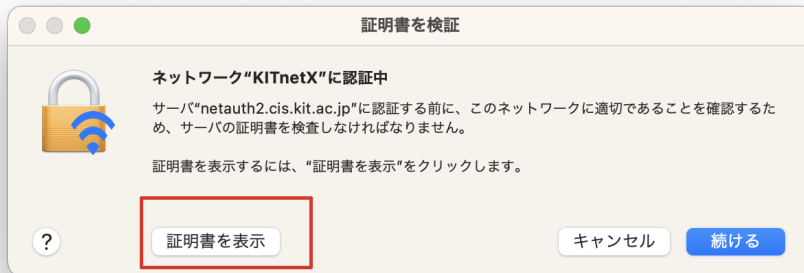 証明書を検証
ネットワーク“KITnetX”に認証中
サーバ“netauth2.cis.kit.ac.jp”に認証する前に、このネットワークに適切であることを確認するた
め、サーバの証明書を検査しなければなりません。
証明書を表示するには、“証明書を表示”をクリックします。
? 証明書を表示 キャンセル 続ける